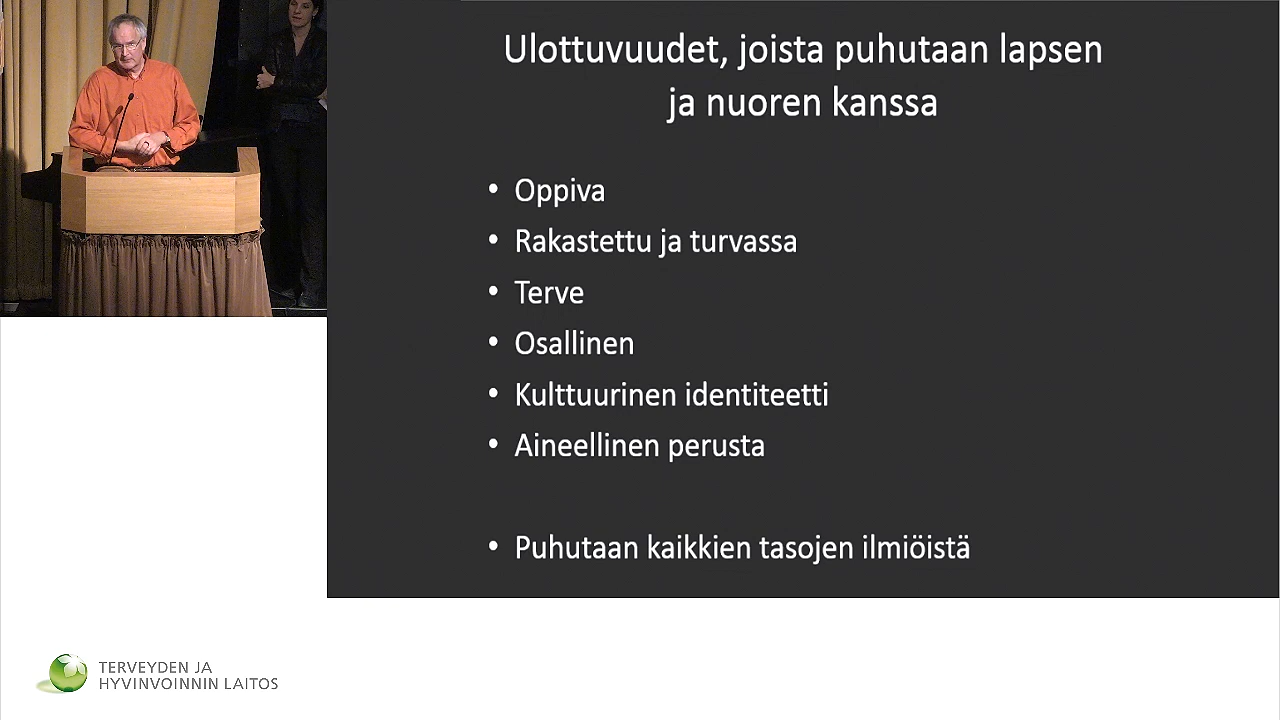 Ulottuvuudet, joista puhutaan lapsen
ja nuoren kanssa
• Oppiva
• Rakastettu ja turvassa
• Terve
• Osallinen
• Kulttuurinen identiteetti
• Aineellinen perusta
• Puhutaan kaikkien tasojen ilmiöistä
TERVEYDEN JA
HYVINVOINNIN LAITOS